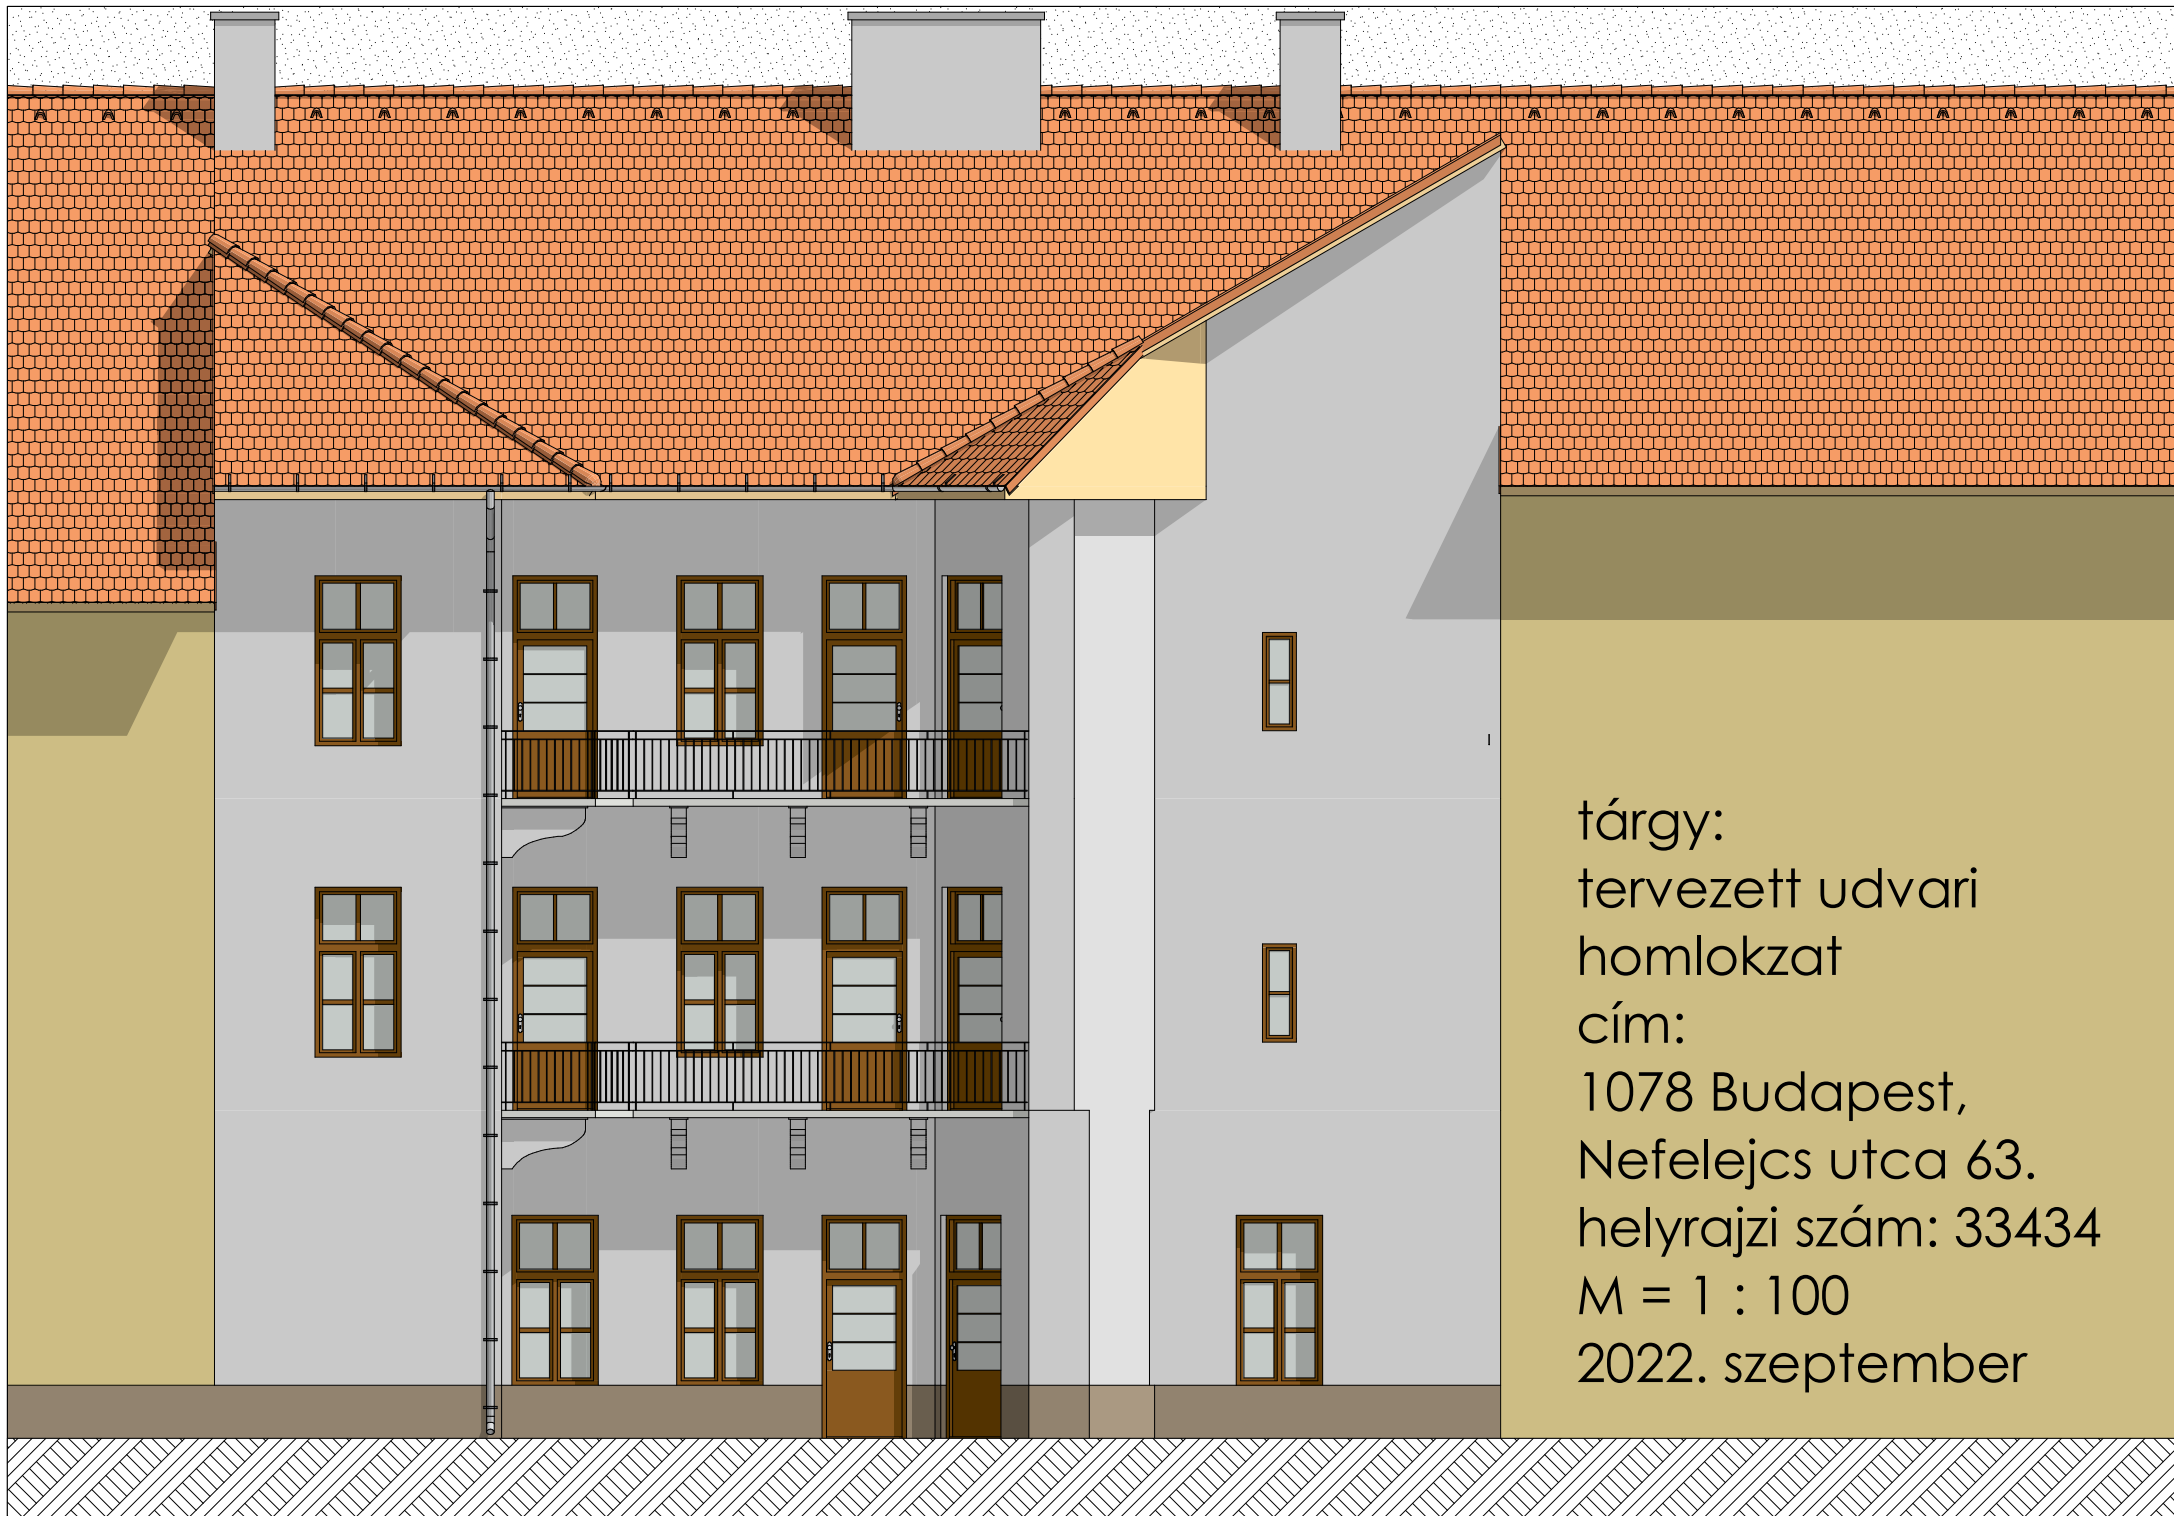 tárgy:
tervezett udvari
homlokzat
cím:
1078 Budapest,
Nefelejcs utca 63.
helyrajzi szám: 33434
M = 1 : 100
2022. szeptember